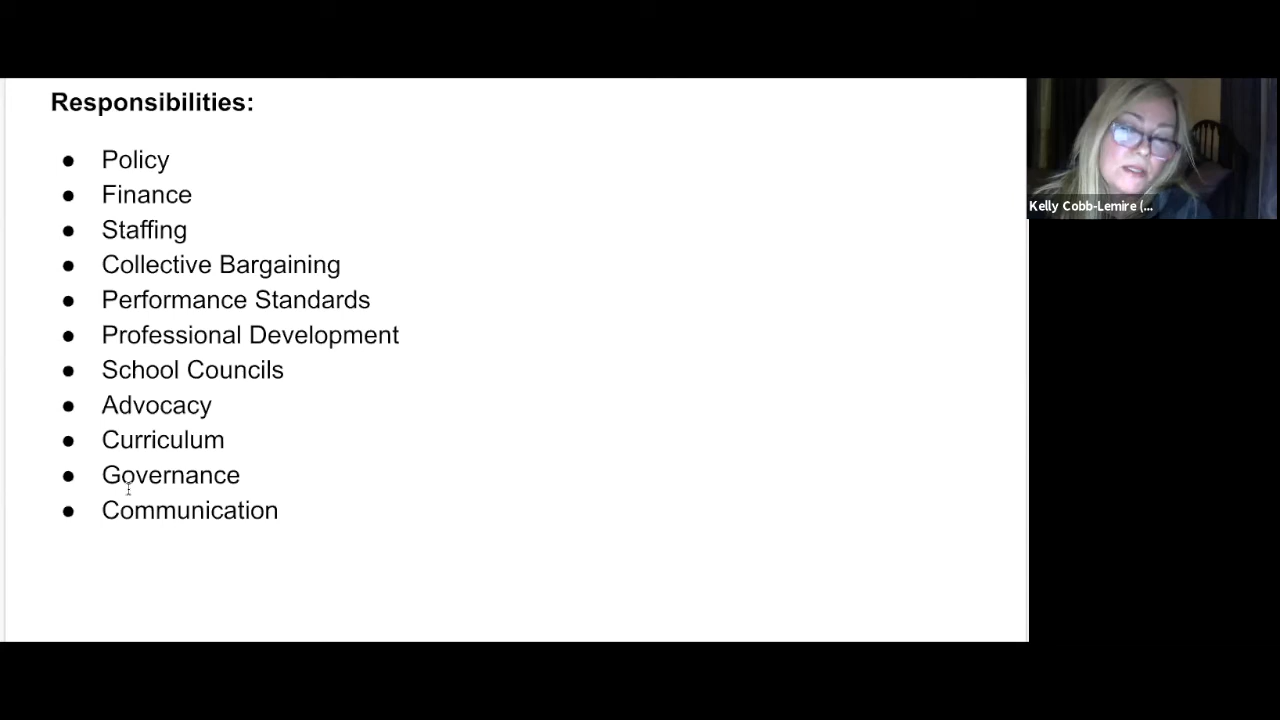 Responsibilities:
● Policy
● Finance
● Staffing
● Collective Bargaining
● Performance Standards
● Professional Development
● School Councils
● Advocacy
● Curriculum
● Governance
● Communication
Kelly Cobb-Lemire (...